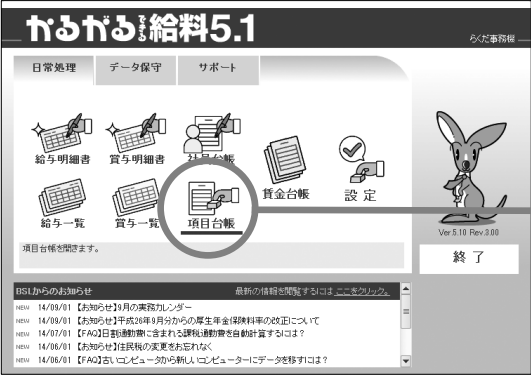 かるがるできる給料5.1
らくだ事務機
日常処理 データ保守 サポート
給与明細書 賞与明細書 社員台帳
賃金台帳 設定
給与一覧 賞与一覧 項目台帳
Ver.5.10 Rev.3.00
項目台帳を開きます。
終了
BSLからのお知らせ 最新の情報を閲覧するにはここをクリック。
NEW 14/09/01 【お知らせ】9月の実務カレンダー
NEW 14/09/01 【お知らせ】平成26年9月分からの厚生年金保険料率の改正について
NEW 14/07/01 【FAQ】日割通勤費に含まれる課税通勤費を自動計算するには?
NEW 14/06/01 【お知らせ】住民税の変更をお忘れなく
NEW 14/06/01 【FAQ】古いコンピュータから新しいコンピューターにデータを移すには?